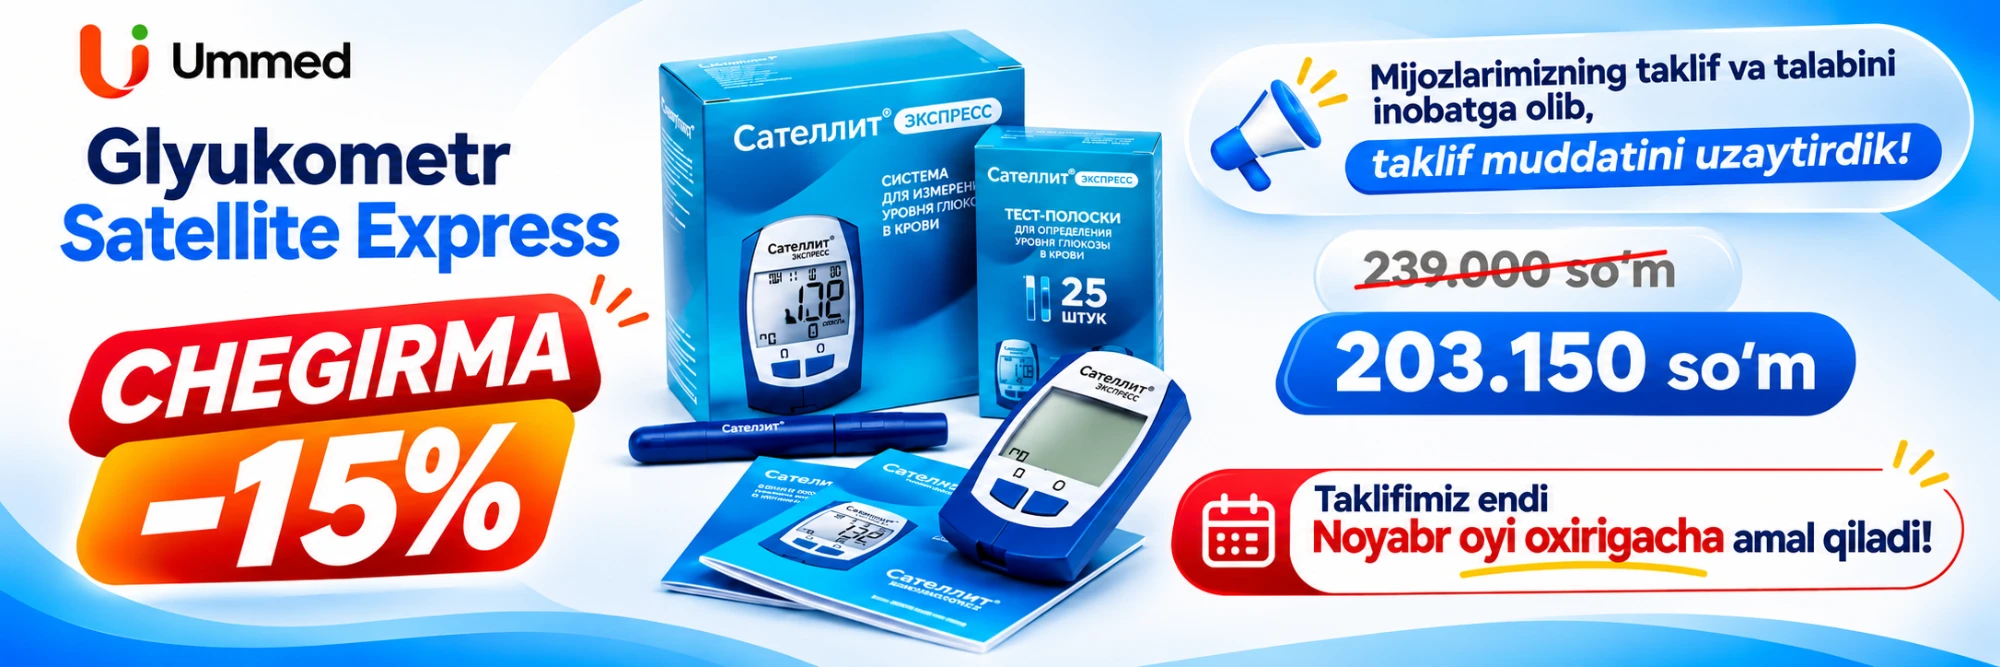 Ummed
Glyukometr
Satellite Express
CHEGIRMA
-15%
Сателлит® ЭКСПРЕСС
СИСТЕМА
ДЛЯ ИЗМЕРЕНИ
УРОВНЯ ГЛЮКО
В КРОВИ
Сателлит®
ЭКСПРЕСС
Сателлит® ЭКСПРЕСС
ТЕСТ-ПОЛОСКИ
ДЛЯ ОПРЕДЕЛЕНИЯ
УРОВНЯ ГЛЮКОЗЫ
В КРОВИ
25
ШТУК
Сателлит®
ЭКСПРЕСС
Сателлит®
Mijozlarimizning taklif va talabini
inobatga olib,
taklif muddatini uzaytirdik!
239.000 so‘m
203.150 so‘m
Taklifimiz endi
Noyabr oyi oxirigacha amal qiladi!